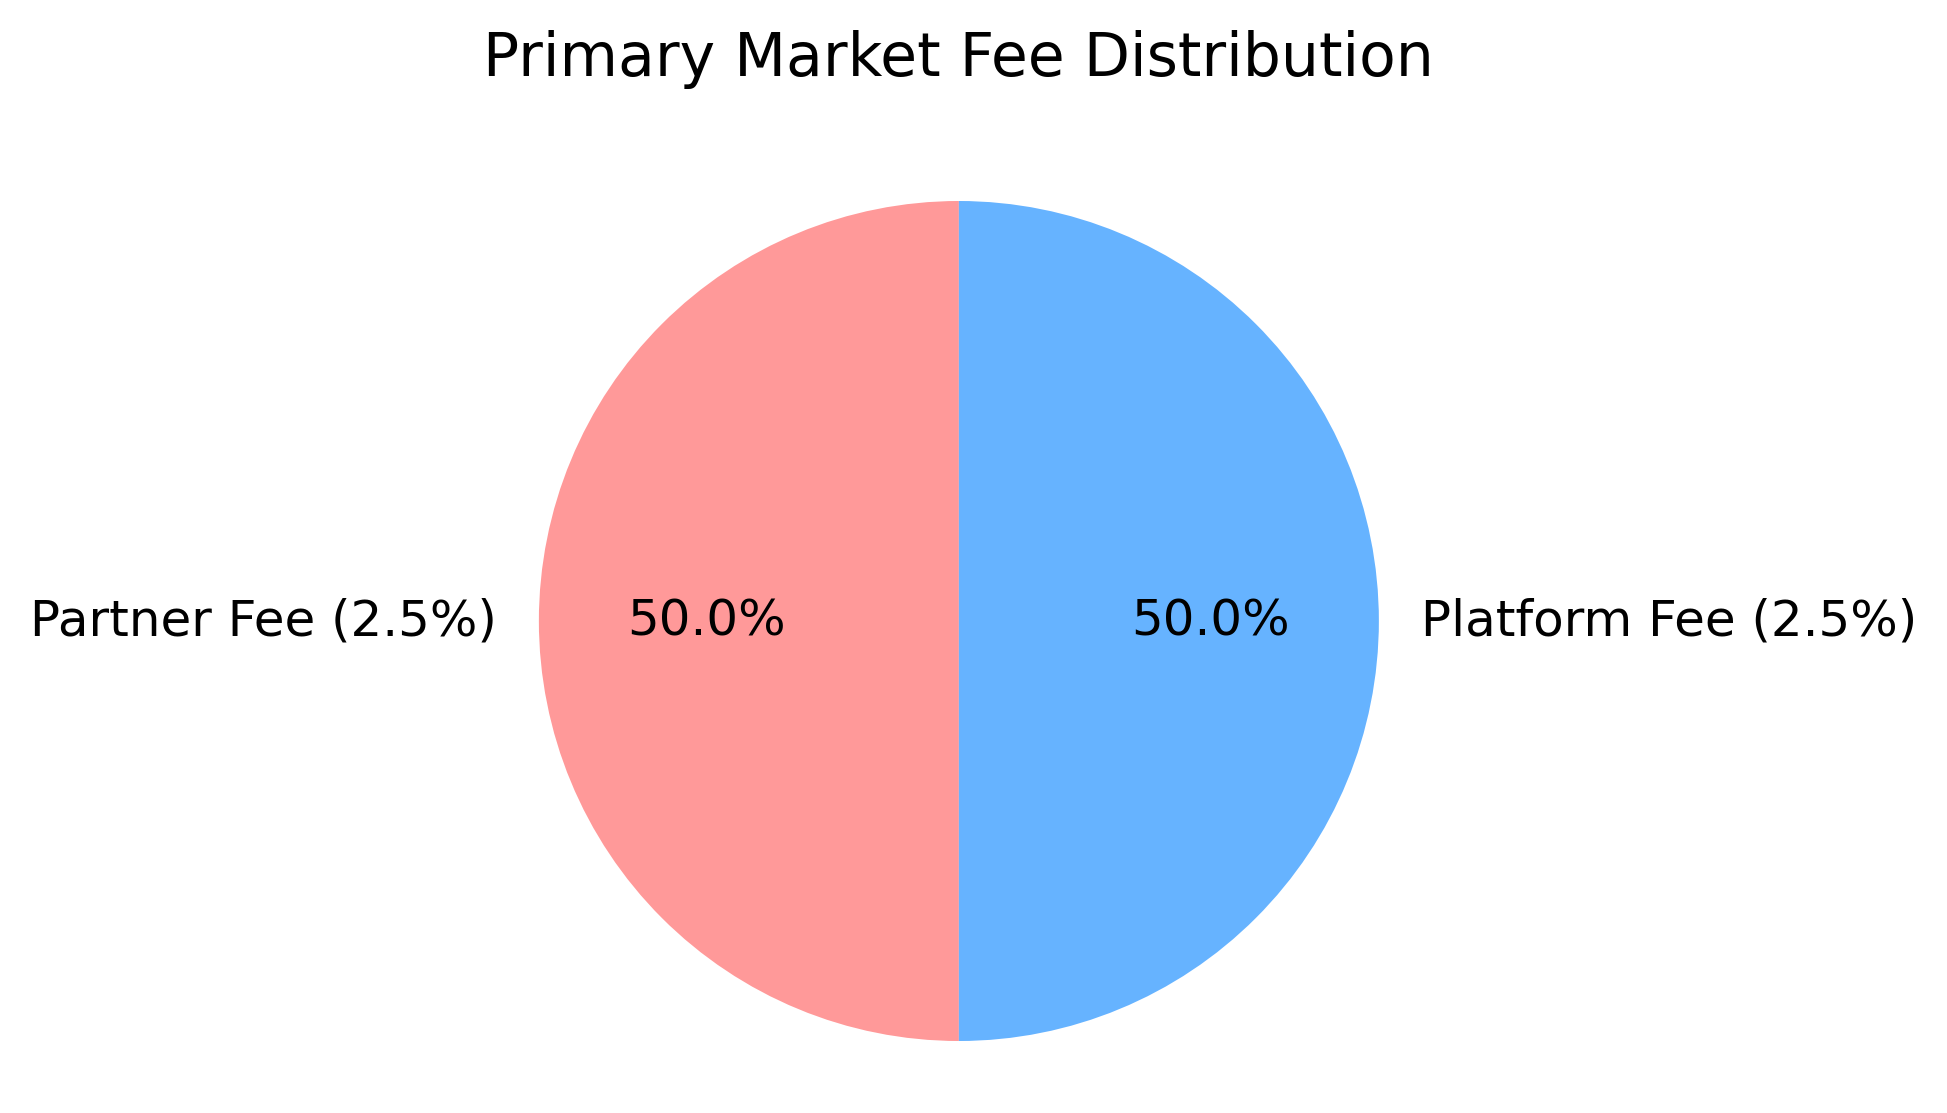 Primary Market Fee Distribution
Partner Fee (2.5%)
50.0%
50.0%
Platform Fee (2.5%)